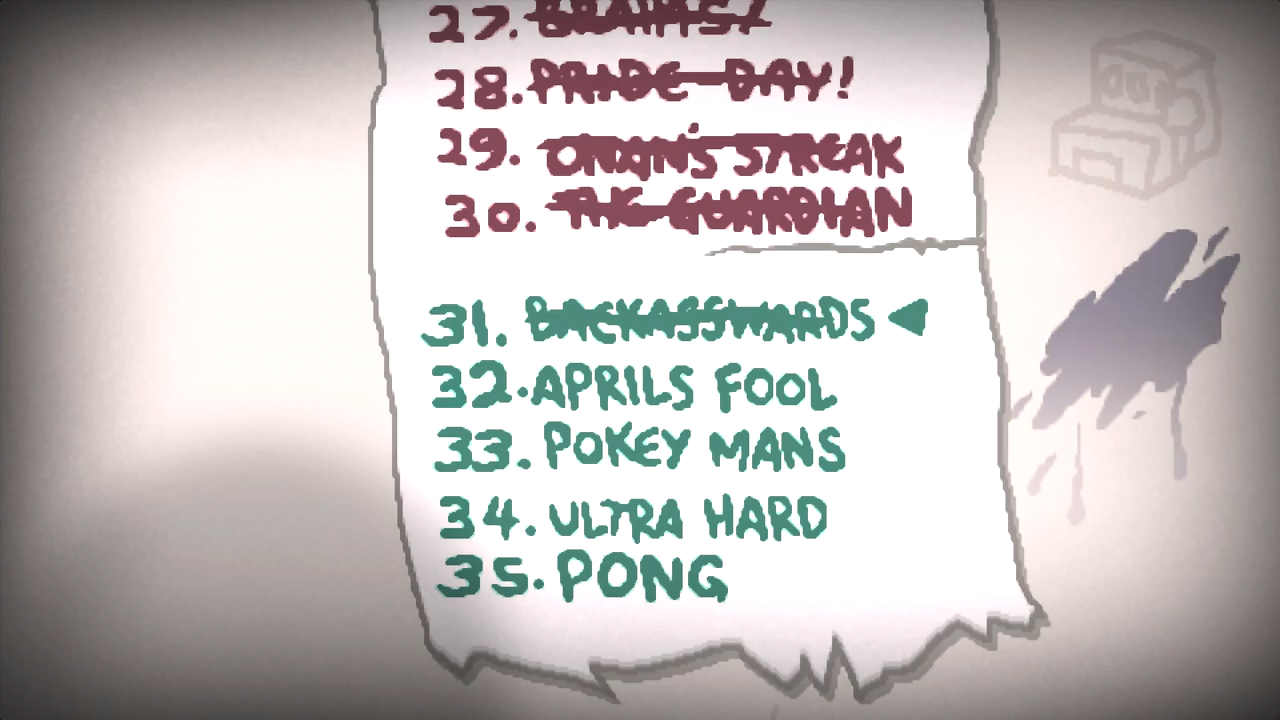 27. BRAINS!
28. PRIDE DAY!
29. ONAN'S STREAK
30. THE GUARDIAN
31. BACKASSWARDS
32. APRILS FOOL
33. POKEY MANS
34. ULTRA HARD
35. PONG